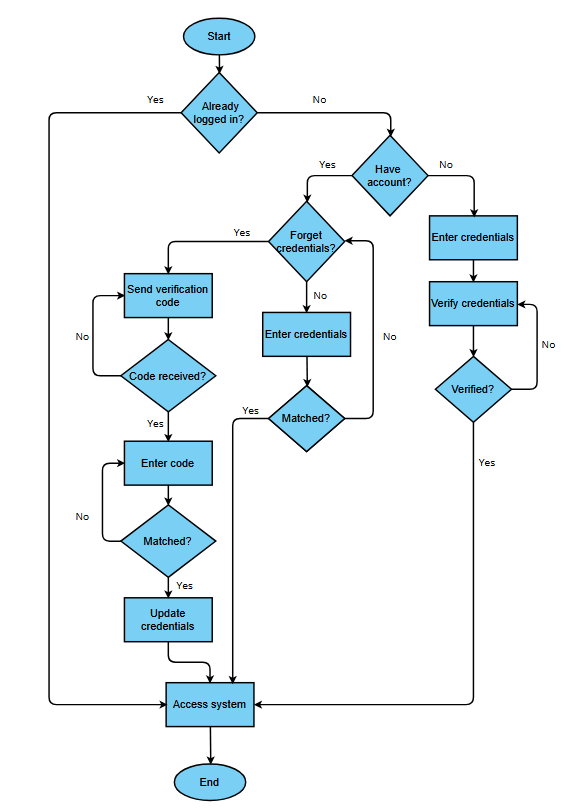 Start
Yes
No
Already
logged in?
Yes
No
Have
account?
Yes
Forget
credentials?
Enter credentials
Send verification
code
No
Verify credentials
No
Enter credentials
No
No
Code received?
Verified?
Yes
Matched?
Yes
Enter code
Yes
No
Matched?
Yes
Update
credentials
Access system
End